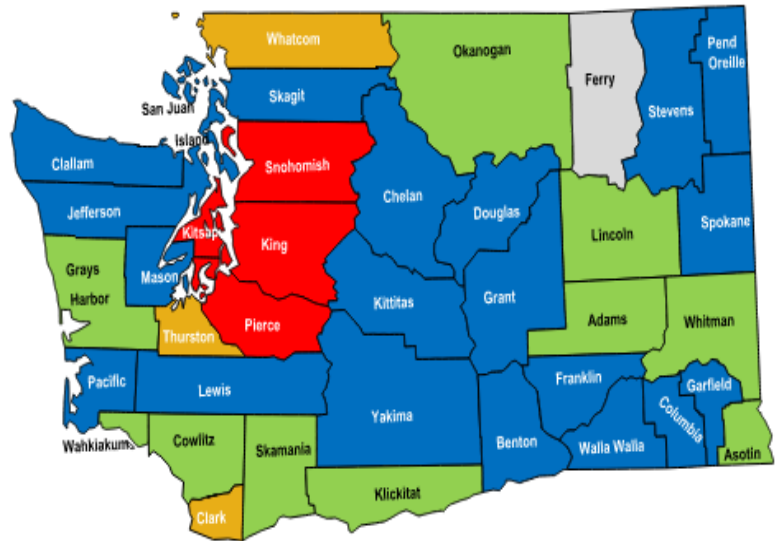 Whatcom
Okanogan
Ferry
Pend
Oreille
Stevens
San Juan
Skagit
Island
Snohomish
Clallam
Chelan
Jefferson
Douglas
Spokane
Kitsap
King
Lincoln
Mason
Grays
Harbor
Kittitas
Grant
Adams
Whitman
Thurston
Pierce
Pacific
Lewis
Franklin
Garfield
Columbia
Yakima
Wahkiakum
Cowlitz
Skamania
Benton
Walla Walla
Asotin
Klickitat
Clark